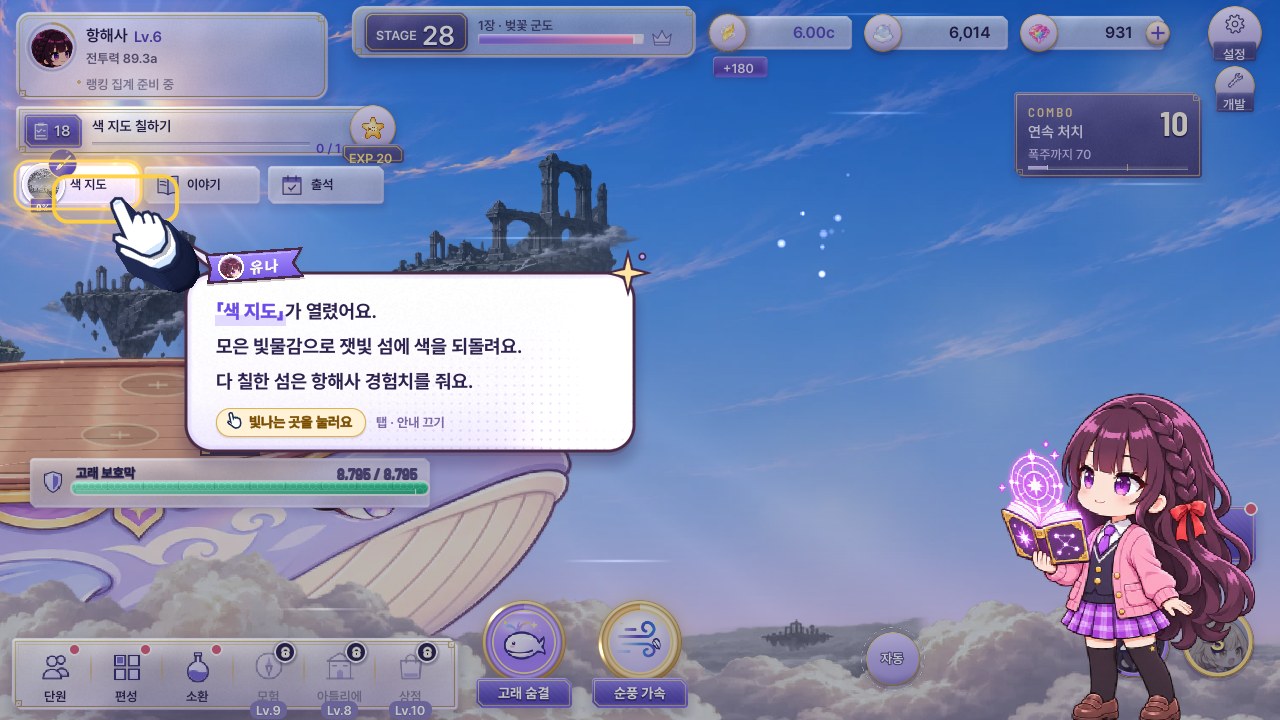 항해사 Lv.6
전투력 89.3a
랭킹 집계 준비 중
STAGE 28
1장 · 벚꽃 군도
6.00c
+180
6,014
931
설정
개발
18
색 지도 칠하기
0 / 1
EXP 20
색 지도
이야기
출석
COMBO
연속 처치
10
폭주까지 70
유나
「색 지도」가 열렸어요.
모은 빛물감으로 잿빛 섬에 색을 되돌려요.
다 칠한 섬은 항해사 경험치를 줘요.
빛나는 곳을 눌러요
탭 · 안내 끄기
고래 보호막
8,795 / 8,795
단원
편성
소환
모험
Lv.9
아틀리에
Lv.8
상점
Lv.10
고래 숨결
순풍 가속
자동